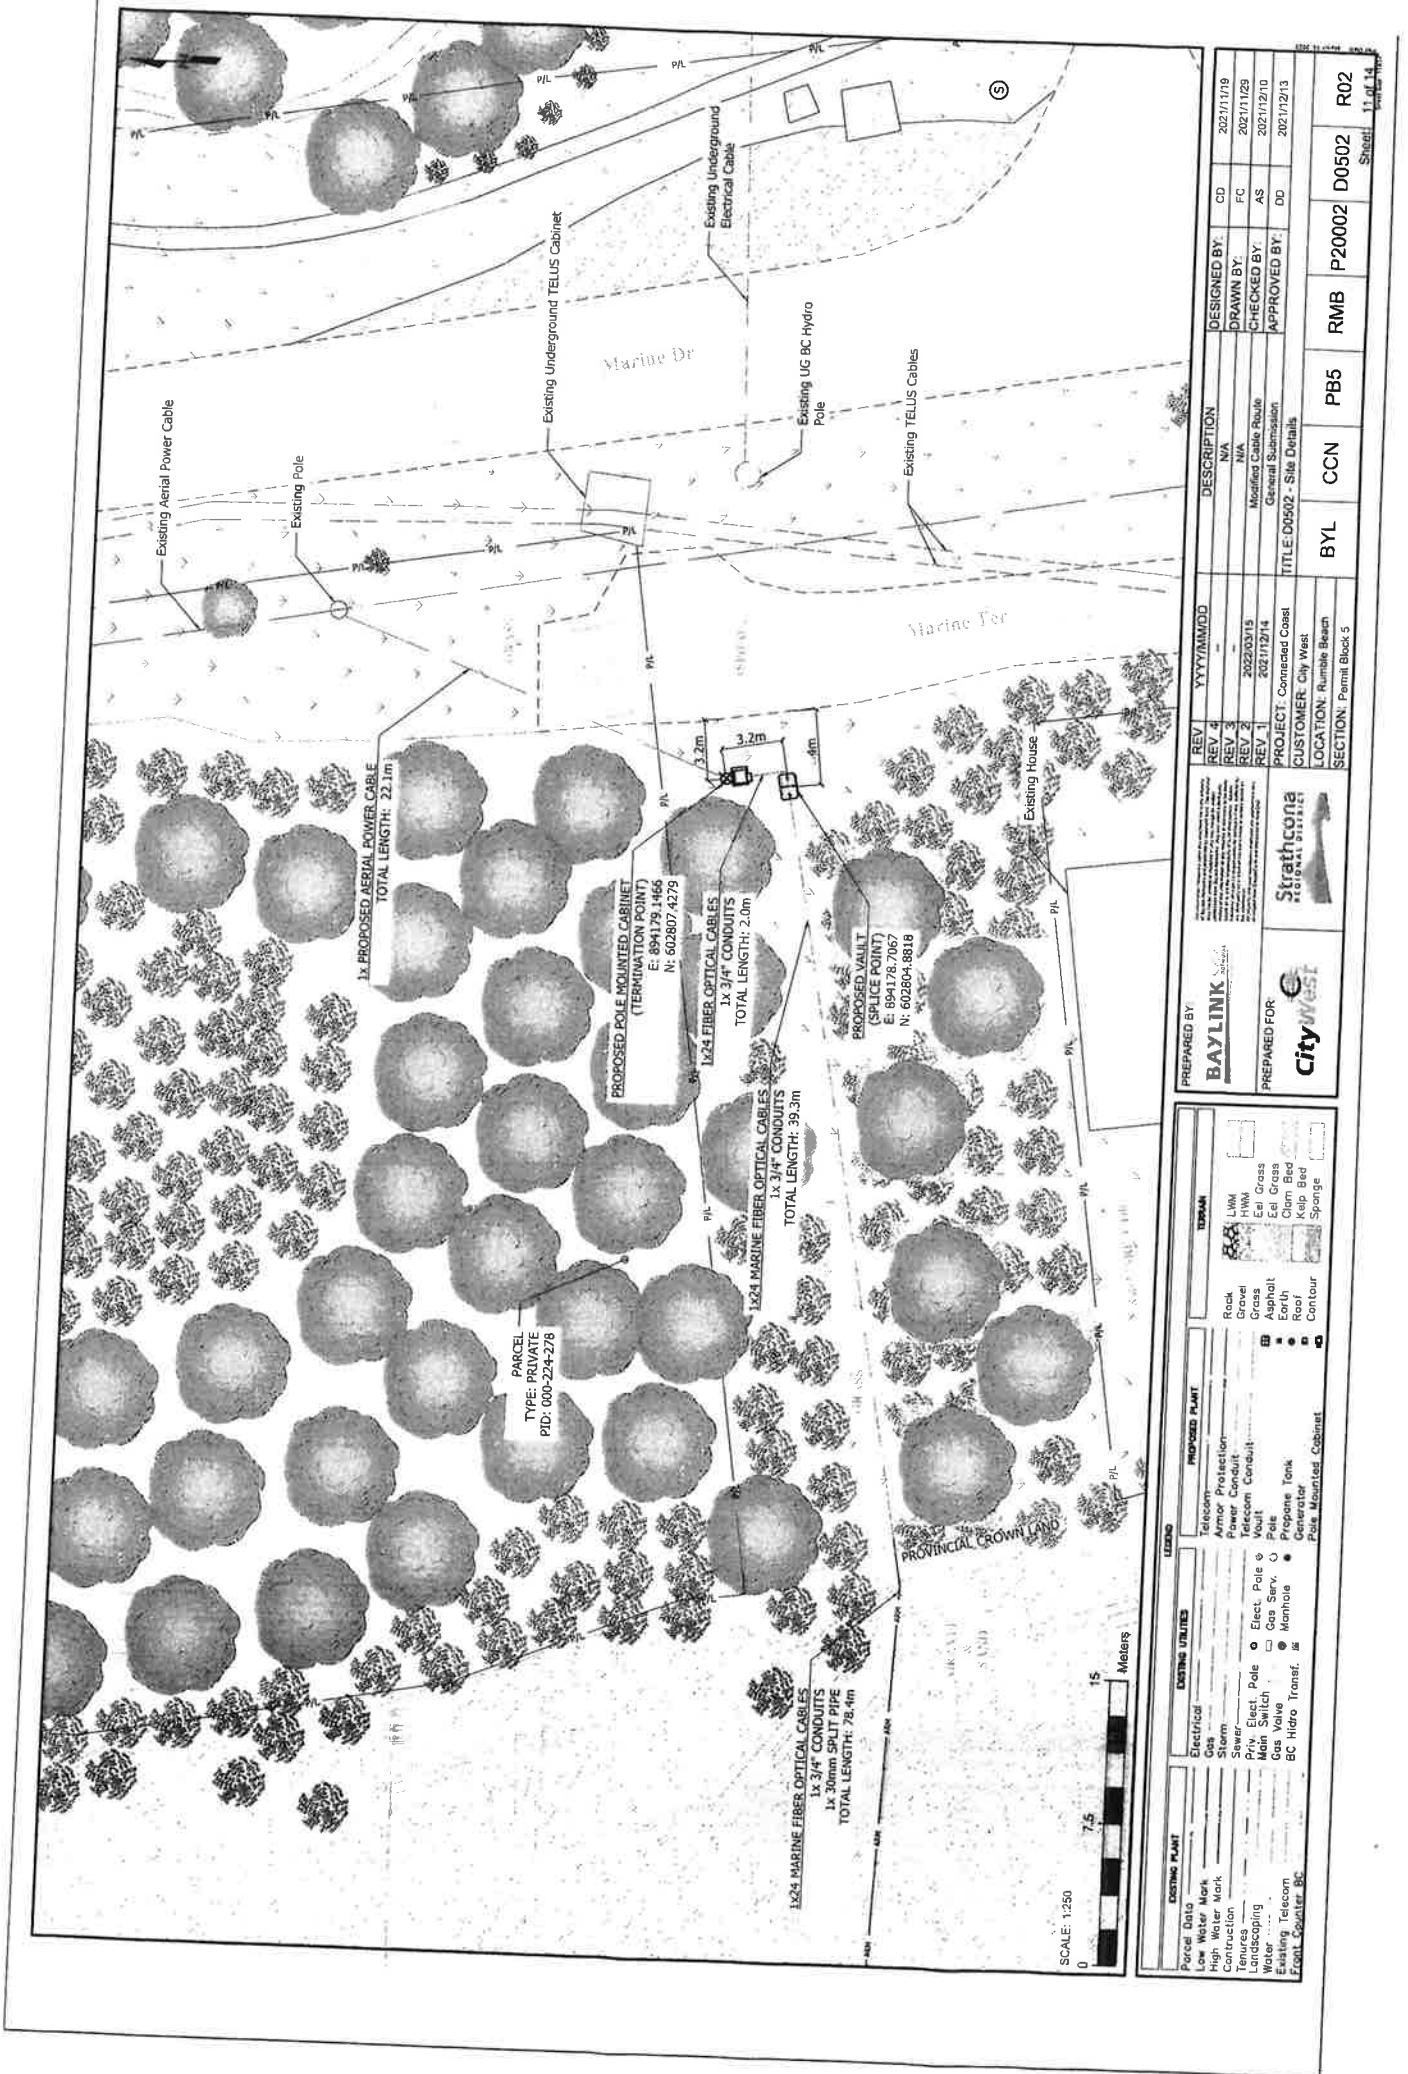 Existing Aerial Power Cable
Existing Pole
Existing Underground TELUS Cabinet
Existing Underground
Electrical Cable
Marine Dr
Existing UG BC Hydro
Pole
Existing TELUS Cables
Marine Ter
S
P/L
P/L
P/L
P/L
P/L
P/L
1x PROPOSED AERIAL POWER CABLE
TOTAL LENGTH: 22.1m
3.2m
3.2m
4m
Existing House
PROPOSED POLE MOUNTED CABINET
(TERMINATION POINT)
E: 894179.1466
N: 602807.4279
1x24 FIBER OPTICAL CABLES
1x 3/4" CONDUITS
TOTAL LENGTH: 2.0m
PROPOSED VAULT
(SPLICE POINT)
E: 894178.7067
N: 602804.8818
1x24 MARINE FIBER OPTICAL CABLES
1x 3/4" CONDUITS
TOTAL LENGTH: 39.3m
PARCEL
TYPE: PRIVATE
PID: 000-224-278
GRASS
PROVINCIAL CROWN LAND
1x24 MARINE FIBER OPTICAL CABLES
1x 3/4" CONDUITS
1x 30mm SPLIT PIPE
TOTAL LENGTH: 78.4m
SAND
ARM
ARM
ARM
ARM
SCALE: 1:250
0 7.5 15
Meters
LEGEND
EXISTING PLANT
Parcel Data
Low Water Mark
High Water Mark
Contruction
Tenures
Landscaping
Water
Existing Telecom
Front Counter BC
EXISTING UTILITIES
Electrical
Gas
Storm
Sewer
Priv. Elect. Pole
Main Switch
Gas Valve
BC Hidro Transf.
Elect. Pole
Gas Serv.
Manhole
PROPOSED PLANT
Telecom
Armor Protection
Power Conduit
Telecom Conduit
Vault
Pole
Propane Tank
Generator
Pole Mounted Cabinet
TERRAIN
Rock
Gravel
Grass
Asphalt
Earth
Roof
Contour
LWM
HWM
Eel Grass
Eel Grass
Clam Bed
Kelp Bed
Sponge
PREPARED BY:
BAYLINK
PREPARED FOR:
CityWest
Strathcona
REGIONAL DISTRICT
REV YYYY/MM/DD DESCRIPTION
REV 4 - N/A
REV 3 - N/A
REV 2 2022/03/15 Modified Cable Route
REV 1 2021/12/14 General Submission
DESIGNED BY: CD 2021/11/19
DRAWN BY: FC 2021/11/29
CHECKED BY: AS 2021/12/10
APPROVED BY: DD 2021/12/13
PROJECT: Connected Coast
TITLE: D0502 - Site Details
CUSTOMER: City West
LOCATION: Rumble Beach
SECTION: Permit Block 5
BYL CCN PB5 RMB P20002 D0502 R02
Sheet: 11 of 14